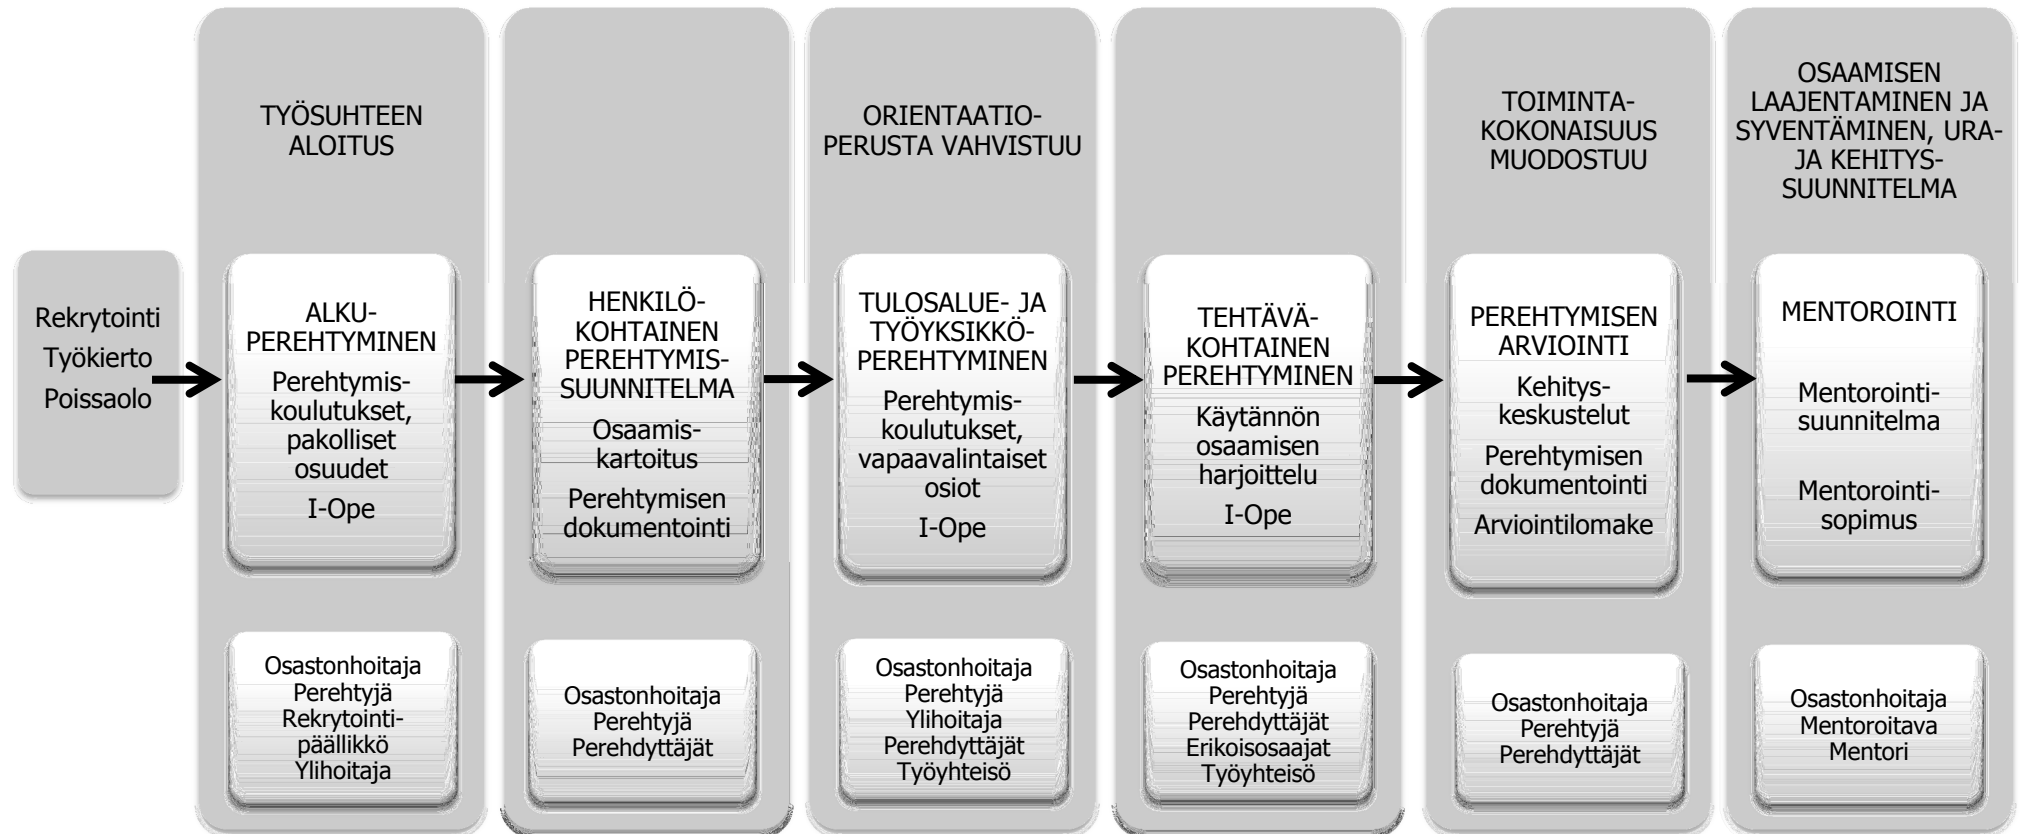 Rekrytointi
Työkierto
Poissaolo
TYÖSUHTEEN
ALOITUS
ALKU-
PEREHTYMINEN
Perehtymis-
koulutukset,
pakolliset
osuudet
I-Ope
Osastonhoitaja
Perehtyjä
Rekrytointi-
päällikkö
Ylihoitaja
HENKILÖ-
KOHTAINEN
PEREHTYMIS-
SUUNNITELMA
Osaamis-
kartoitus
Perehtymisen
dokumentointi
Osastonhoitaja
Perehtyjä
Perehdyttäjät
ORIENTAATIO-
PERUSTA VAHVISTUU
TULOSALUE- JA
TYÖYKSIKKÖ-
PEREHTYMINEN
Perehtymis-
koulutukset,
vapaavalintaiset
osiot
I-Ope
Osastonhoitaja
Perehtyjä
Ylihoitaja
Perehdyttäjät
Työyhteisö
TEHTÄVÄ-
KOHTAINEN
PEREHTYMINEN
Käytännön
osaamisen
harjoittelu
I-Ope
Osastonhoitaja
Perehtyjä
Perehdyttäjät
Erikoisosaajat
Työyhteisö
TOIMINTA-
KOKONAISUUS
MUODOSTUU
PEREHTYMISEN
ARVIOINTI
Kehitys-
keskustelut
Perehtymisen
dokumentointi
Arviointilomake
Osastonhoitaja
Perehtyjä
Perehdyttäjät
OSAAMISEN
LAAJENTAMINEN JA
SYVENTÄMINEN, URA-
JA KEHITYS-
SUUNNITELMA
MENTOROINTI
Mentorointi-
suunnitelma
Mentorointi-
sopimus
Osastonhoitaja
Mentoroitava
Mentori